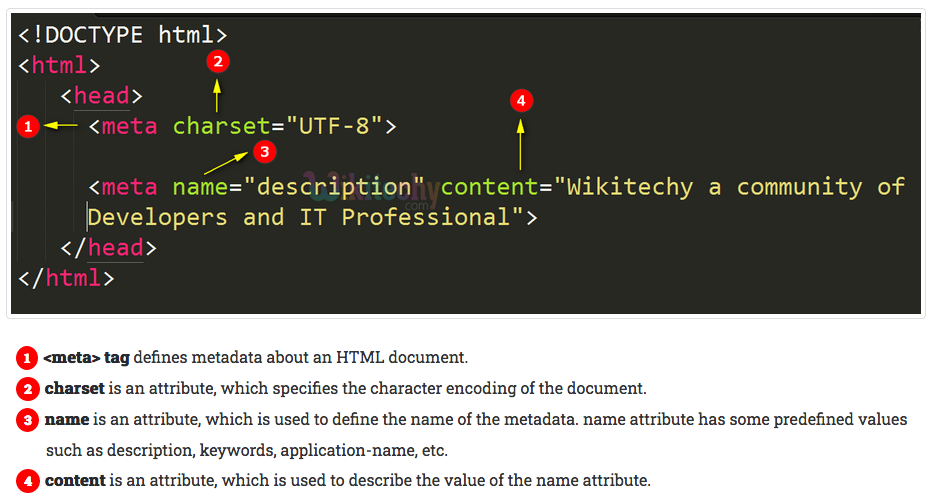 <!DOCTYPE html>
<html>
2
<head>
4
1
<meta charset="UTF-8">
3
Wikitechy
.com
<meta name="description" content="Wikitechy a community of
Developers and IT Professional">
</head>
</html>
1 <meta> tag defines metadata about an HTML document.
2 charset is an attribute, which specifies the character encoding of the document.
3 name is an attribute, which is used to define the name of the metadata. name attribute has some predefined values
such as description, keywords, application-name, etc.
4 content is an attribute, which is used to describe the value of the name attribute.